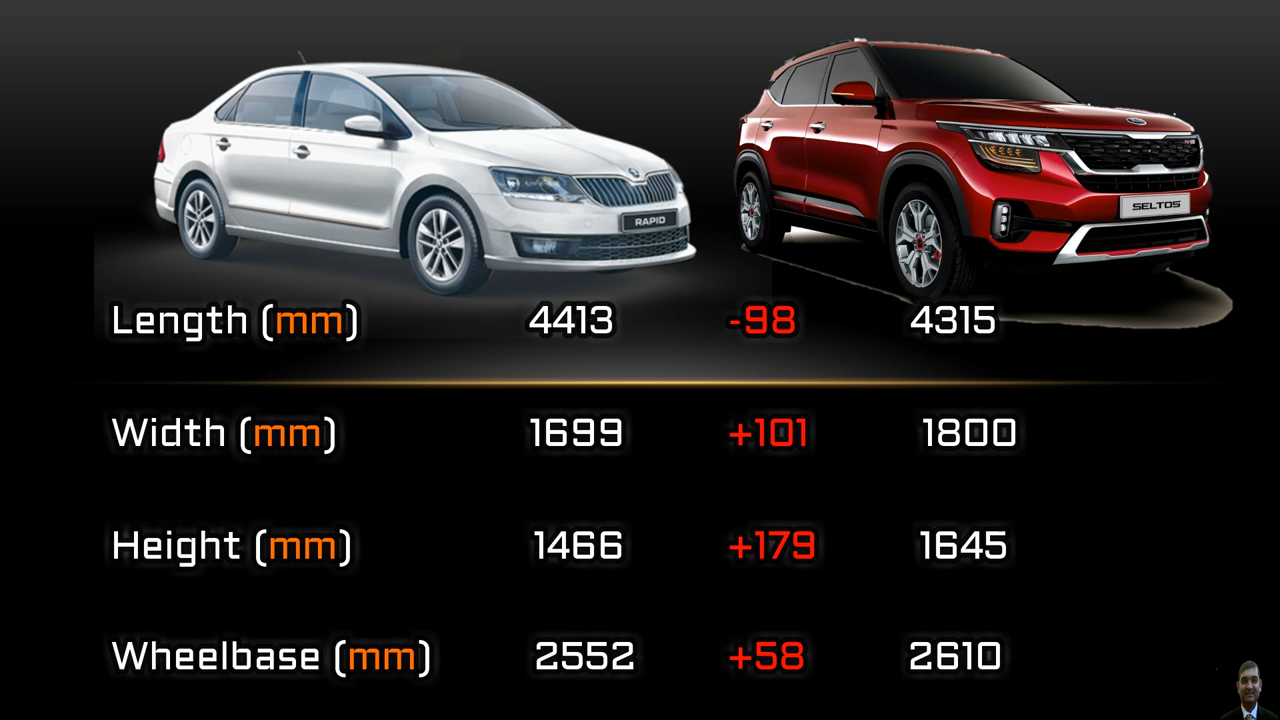 RAPID
SELTOS
Length (mm) 4413 -98 4315
Width (mm) 1699 +101 1800
Height (mm) 1466 +179 1645
Wheelbase (mm) 2552 +58 2610